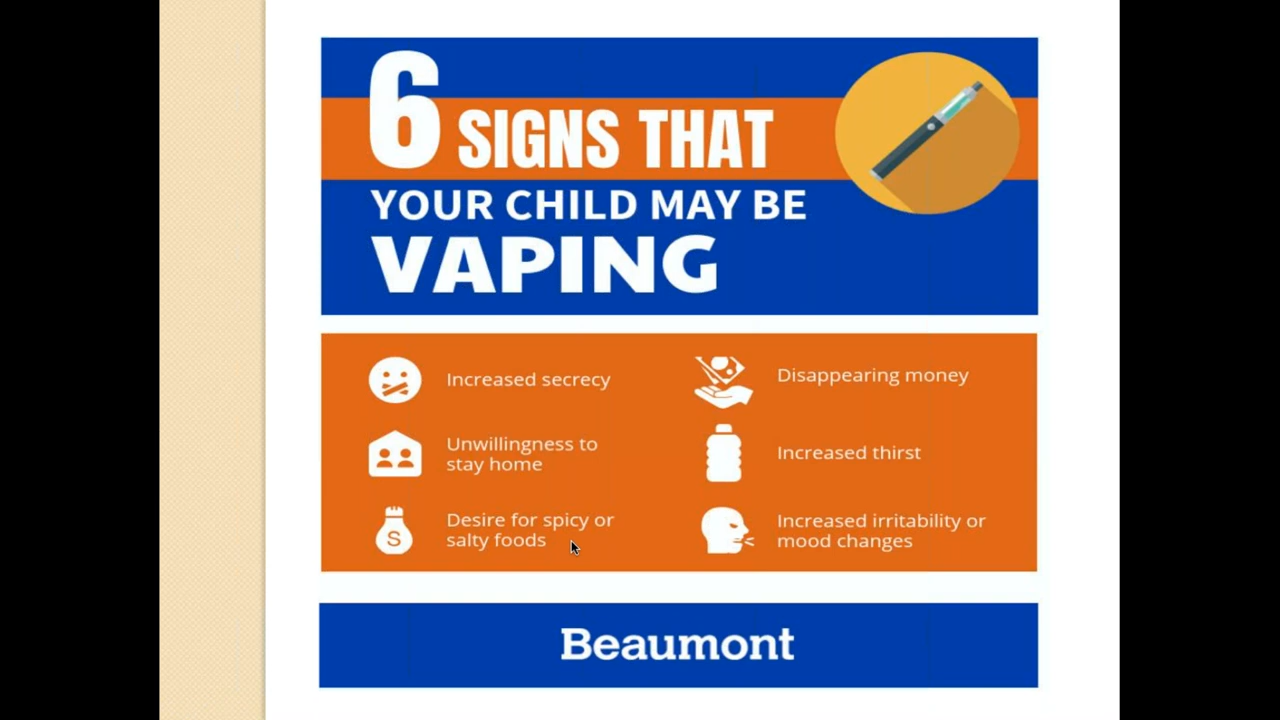 6 SIGNS THAT
YOUR CHILD MAY BE
VAPING
Increased secrecy
Disappearing money
Unwillingness to
stay home
Increased thirst
Desire for spicy or
salty foods
S
Increased irritability or
mood changes
Beaumont